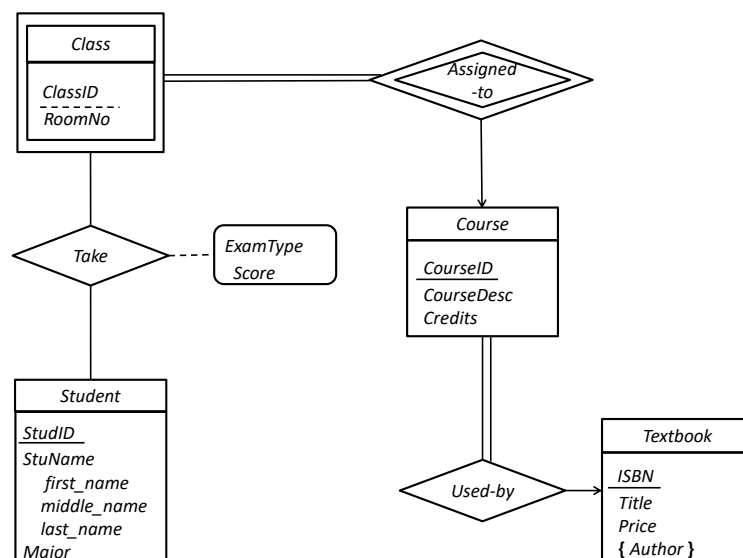 Class
ClassID
RoomNo
Assigned
-to
Take
ExamType
Score
Course
CourseID
CourseDesc
Credits
Student
StudID
StuName
first_name
middle_name
last_name
Major
Used-by
Textbook
ISBN
Title
Price
{ Author }